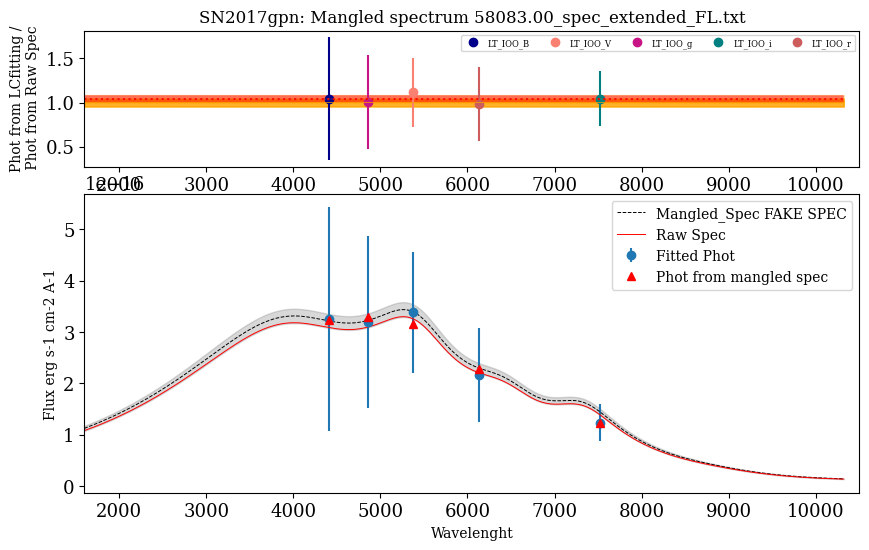 SN2017gpn: Mangled spectrum 58083.00_spec_extended_FL.txt
Phot from LCfitting /
Phot from Raw Spec
1.5
1.0
0.5
LT_IOO_B LT_IOO_V LT_IOO_g LT_IOO_i LT_IOO_r
2000 3000 4000 5000 6000 7000 8000 9000 10000
1e−16
Flux erg s-1 cm-2 A-1
5
4
3
2
1
0
Mangled_Spec FAKE SPEC
Raw Spec
Fitted Phot
Phot from mangled spec
2000 3000 4000 5000 6000 7000 8000 9000 10000
Wavelenght